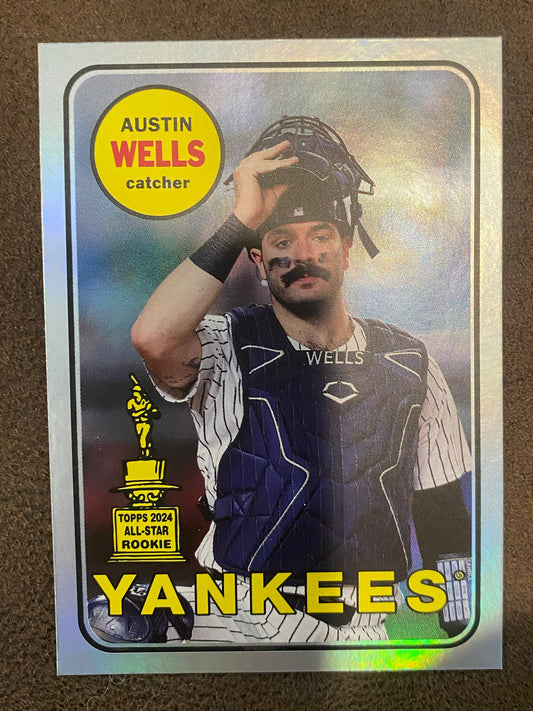 AUSTIN
WELLS
catcher
WELLS
TOPPS 2024
ALL-STAR
ROOKIE
YANKEES